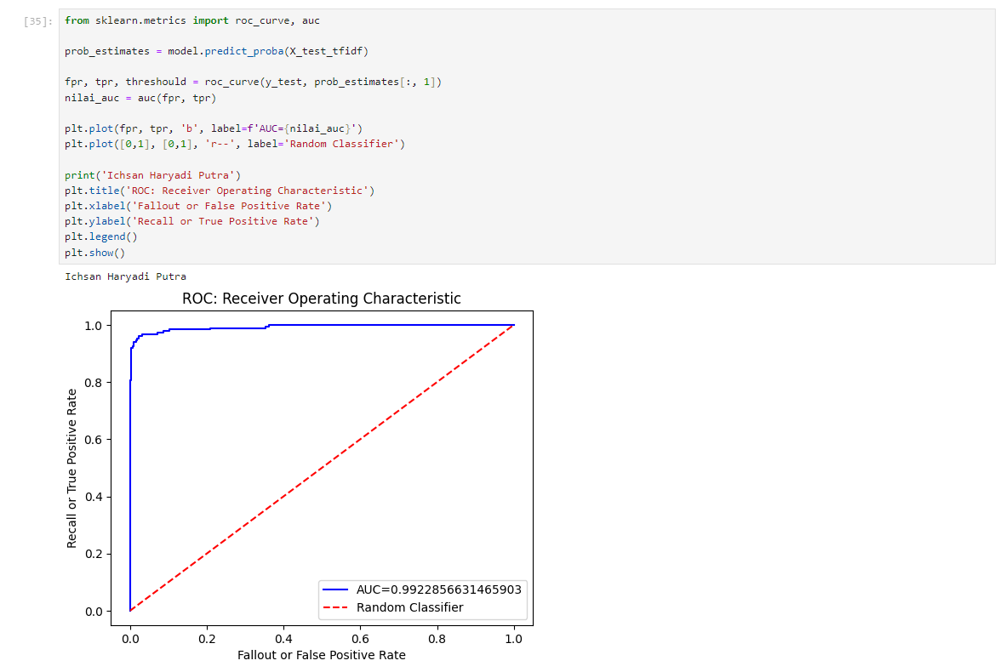 [35]:
from sklearn.metrics import roc_curve, auc
prob_estimates = model.predict_proba(X_test_tfidf)
fpr, tpr, threshould = roc_curve(y_test, prob_estimates[:, 1])
nilai_auc = auc(fpr, tpr)
plt.plot(fpr, tpr, 'b', label=f'AUC={nilai_auc}')
plt.plot([0,1], [0,1], 'r--', label='Random Classifier')
print('Ichsan Haryadi Putra')
plt.title('ROC: Receiver Operating Characteristic')
plt.xlabel('Fallout or False Positive Rate')
plt.ylabel('Recall or True Positive Rate')
plt.legend()
plt.show()
Ichsan Haryadi Putra
ROC: Receiver Operating Characteristic
Recall or True Positive Rate
1.0
0.8
0.6
0.4
0.2
0.0
AUC=0.9922856631465903
Random Classifier
0.0 0.2 0.4 0.6 0.8 1.0
Fallout or False Positive Rate